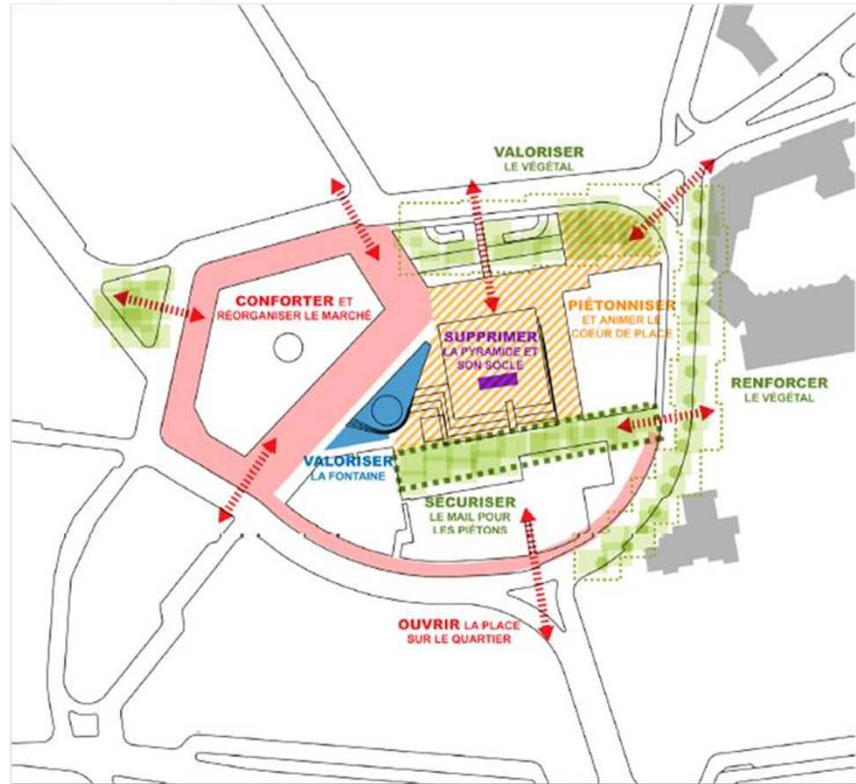 VALORISER
LE VÉGÉTAL
CONFORTER ET
RÉORGANISER LE MARCHÉ
PIÉTONNISER
ET ANIMER LE
COEUR DE PLACE
SUPPRIMER
LA PYRAMIDE ET
SON SOCLE
RENFORCER
LE VÉGÉTAL
VALORISER
LA FONTAINE
SÉCURISER
LE MAIL POUR
LES PIÉTONS
OUVRIR LA PLACE
SUR LE QUARTIER